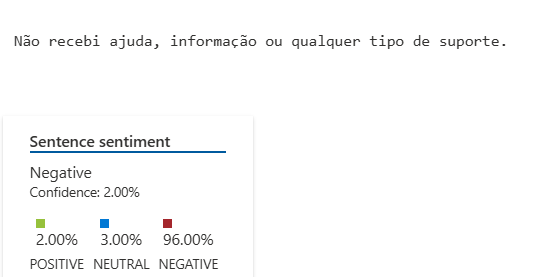 Não recebi ajuda, informação ou qualquer tipo de suporte.
Sentence sentiment
Negative
Confidence: 2.00%
2.00% 3.00% 96.00%
POSITIVE NEUTRAL NEGATIVE